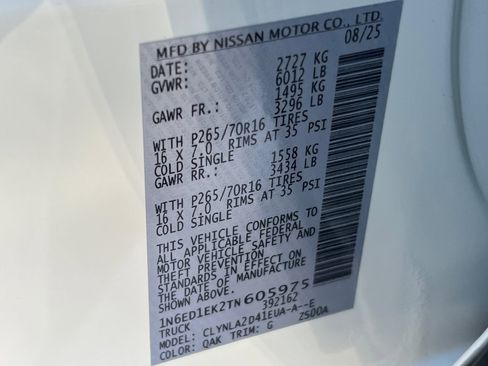 MFD BY NISSAN MOTOR CO., LTD.
DATE: 08/25
GVWR: 2727 KG
6012 LB
GAWR FR.: 1495 KG
3296 LB
WITH P265/70R16 TIRES
16 X 7.0 RIMS AT 35 PSI
COLD SINGLE
GAWR RR.: 1558 KG
3434 LB
WITH P265/70R16 TIRES
16 X 7.0 RIMS AT 35 PSI
COLD SINGLE
THIS VEHICLE CONFORMS TO
ALL APPLICABLE FEDERAL
MOTOR VEHICLE SAFETY AND
THEFT PREVENTION
STANDARDS IN EFFECT ON
THE DATE OF MANUFACTURE
SHOWN ABOVE.
1N6ED1EK2TN605975
TRUCK 392162
MODEL: CLYNLA2D41EUA-A--E
COLOR: QAK TRIM: G Z500A